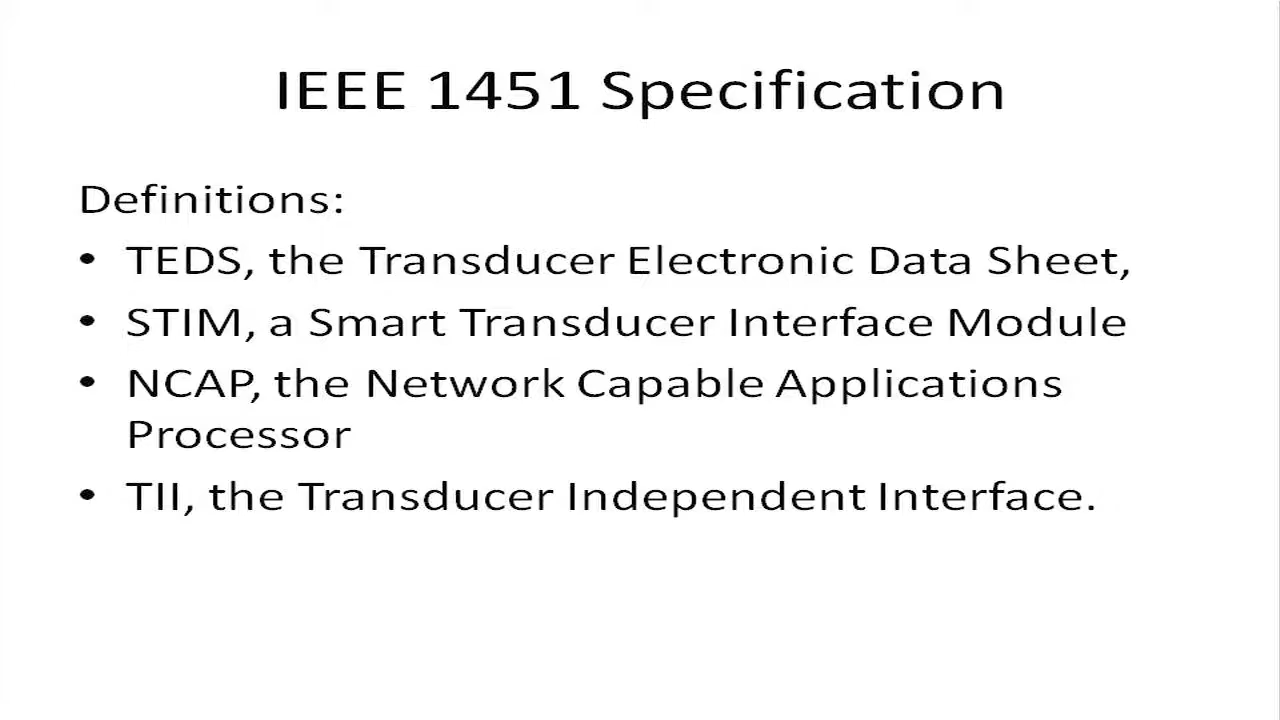 IEEE 1451 Specification
Definitions:
• TEDS, the Transducer Electronic Data Sheet,
• STIM, a Smart Transducer Interface Module
• NCAP, the Network Capable Applications
Processor
• TII, the Transducer Independent Interface.